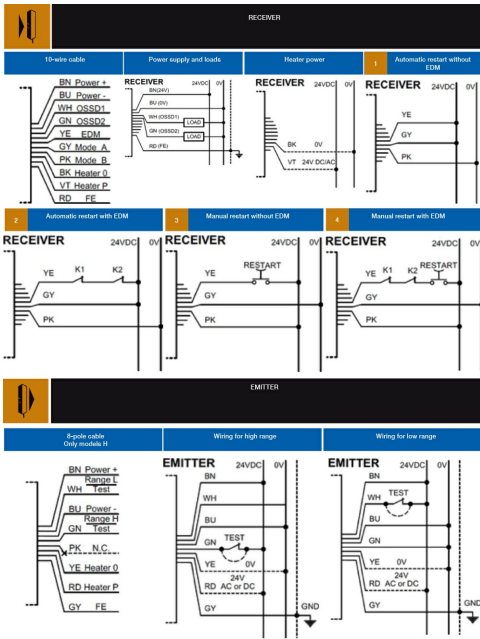 RECEIVER
10-wire cable
Power supply and loads
Heater power
1
Automatic restart without
EDM
BN Power +
BU Power -
WH OSSD1
GN OSSD2
YE EDM
GY Mode A
PK Mode B
BK Heater 0
VT Heater P
RD FE
RECEIVER 24VDC 0V
BN(24V)
BU (0V)
WH (OSSD1)
LOAD
GN (OSSD2)
LOAD
RD (FE)
RECEIVER 24VDC 0V
BK 0V
VT 24V DC/AC
RECEIVER 24VDC 0V
YE
GY
PK
2
Automatic restart with EDM
3
Manual restart without EDM
4
Manual restart with EDM
RECEIVER 24VDC 0V
YE K1 K2
GY
PK
RECEIVER 24VDC 0V
RESTART
YE
GY
PK
RECEIVER 24VDC 0V
YE K1 K2 RESTART
GY
PK
EMITTER
8-pole cable
Only models H
Wiring for high range
Wiring for low range
BN Power +
Range L
WH Test
BU Power -
Range H
GN Test
PK N.C.
YE Heater 0
RD Heater P
GY FE
EMITTER 24VDC 0V
BN
WH
BU
GN TEST
YE 0V
24V
RD AC or DC
GY GND
EMITTER 24VDC 0V
BN
WH TEST
BU
GN
YE 0V
24V
RD AC or DC
GY GND